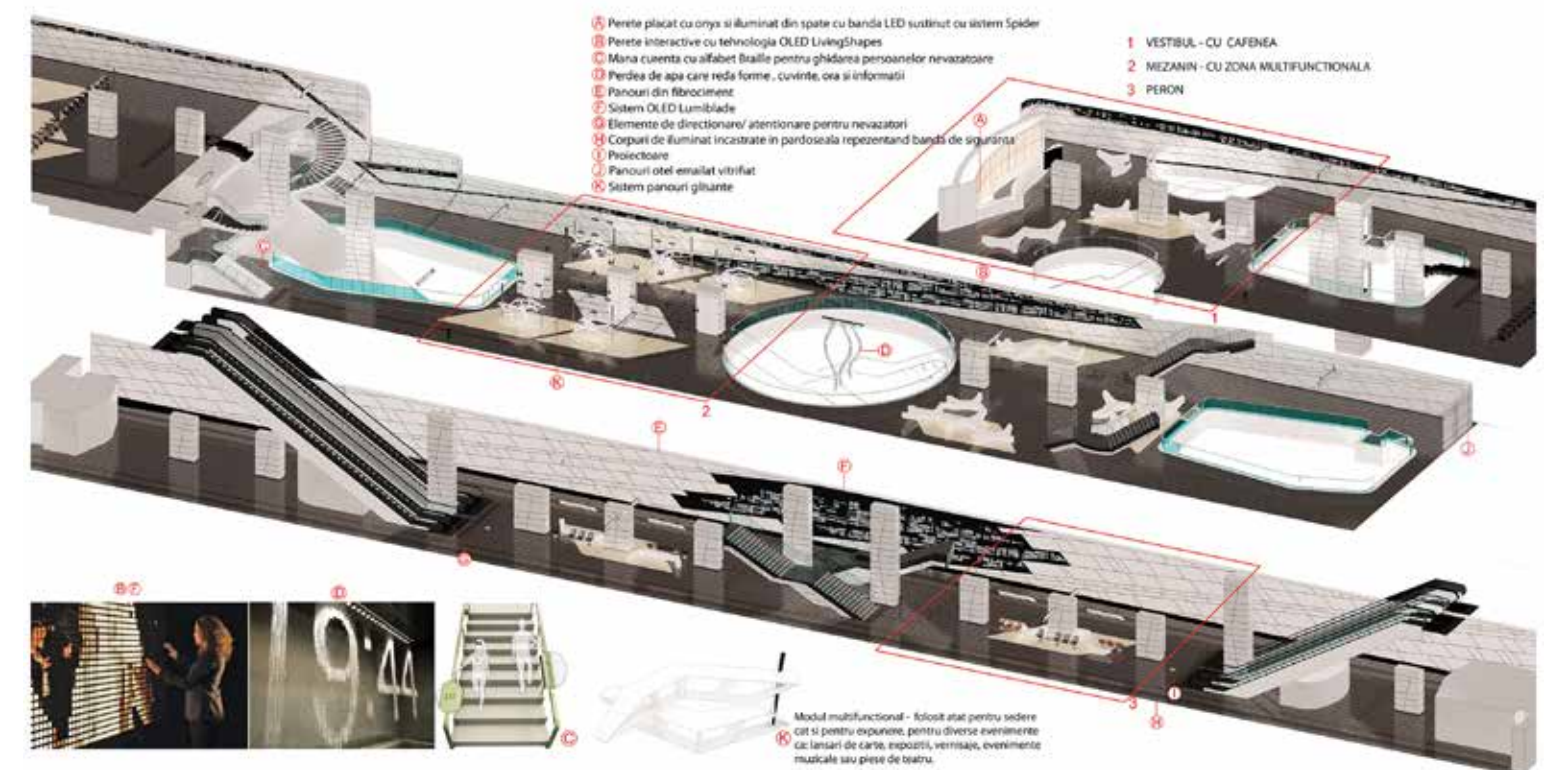 Ⓐ Perete placat cu onyx si iluminat din spate cu banda LED sustinut cu sistem Spider
Ⓑ Perete interactive cu tehnologia OLED LivingShapes
Ⓒ Mana curenta cu alfabet Braille pentru ghidarea persoanelor nevazatoare
Ⓓ Perdea de apa care reda forme , cuvinte, ora si informatii
Ⓔ Panouri din fibrociment
Ⓕ Sistem OLED Lumiblade
Ⓖ Elemente de directionare/ atentionare pentru nevazatori
Ⓗ Corpuri de iluminat incastrate in pardoseala repezentand banda de siguranta
Ⓘ Proiectoare
Ⓙ Panouri otel emailat vitrifiat
Ⓚ Sistem panouri glisante
1 VESTIBUL - CU CAFENEA
2 MEZANIN - CU ZONA MULTIFUNCTIONALA
3 PERON
Ⓐ
Ⓒ
Ⓑ
1
Ⓓ
Ⓚ
2
Ⓔ
Ⓕ
Ⓙ
Ⓖ
Ⓘ
3
Ⓗ
Ⓑ Ⓕ
Ⓓ
19:44
Ⓒ
Ⓚ
Modul multifunctional - folosit atat pentru sedere
cat si pentru expunere, pentru diverse evenimente
ca: lansari de carte, expozitii, vernisaje, evenimente
muzicale sau piese de teatru.